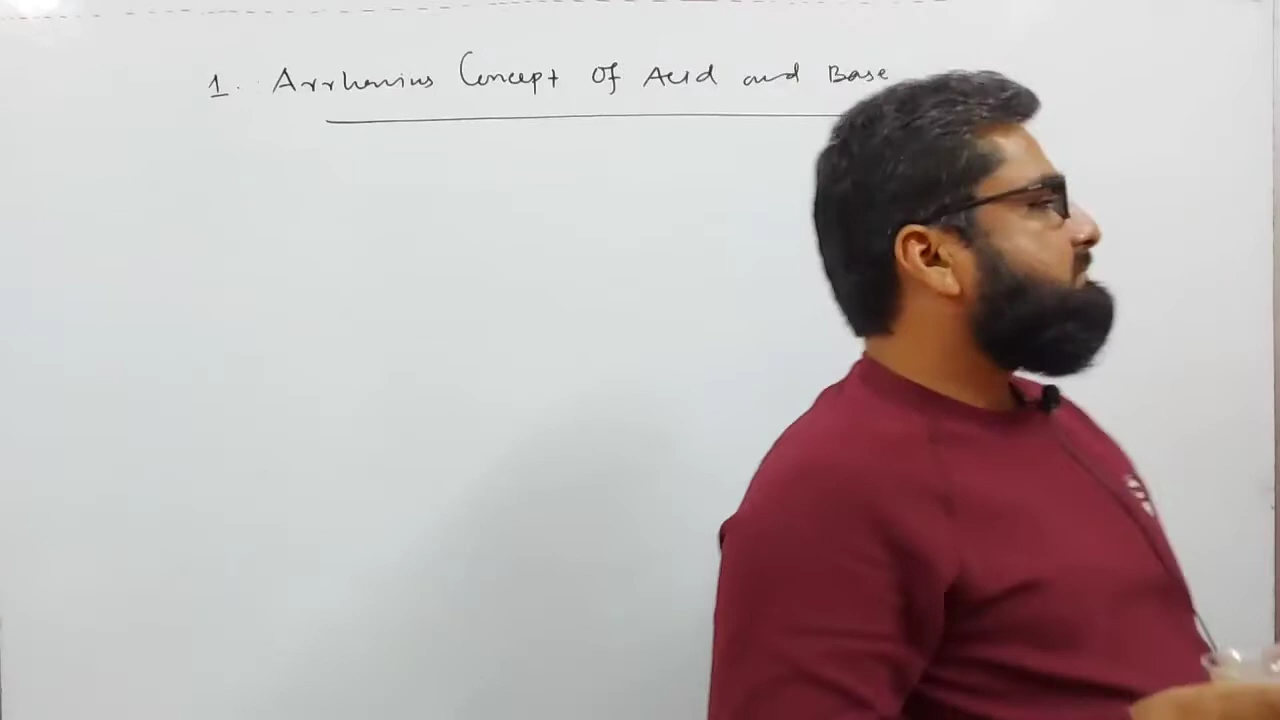 1. Arrhenius Concept Of Acid and Base